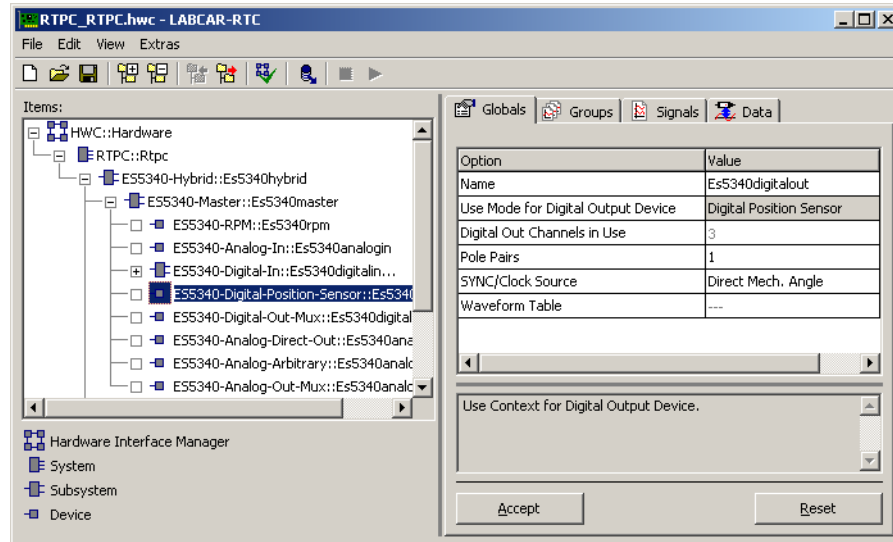 RTPC_RTPC.hwc - LABCAR-RTC
File Edit View Extras
Items:
HWC::Hardware
RTPC::Rtpc
ES5340-Hybrid::Es5340hybrid
ES5340-Master::Es5340master
ES5340-RPM::Es5340rpm
ES5340-Analog-In::Es5340analogin
ES5340-Digital-In::Es5340digitalin...
ES5340-Digital-Position-Sensor::Es5340
ES5340-Digital-Out-Mux::Es5340digital
ES5340-Analog-Direct-Out::Es5340ana
ES5340-Analog-Arbitrary::Es5340analo
ES5340-Analog-Out-Mux::Es5340analo
Hardware Interface Manager
System
Subsystem
Device
Globals Groups Signals Data
Option Value
Name Es5340digitalout
Use Mode for Digital Output Device Digital Position Sensor
Digital Out Channels in Use 3
Pole Pairs 1
SYNC/Clock Source Direct Mech. Angle
Waveform Table ---
Use Context for Digital Output Device.
Accept Reset